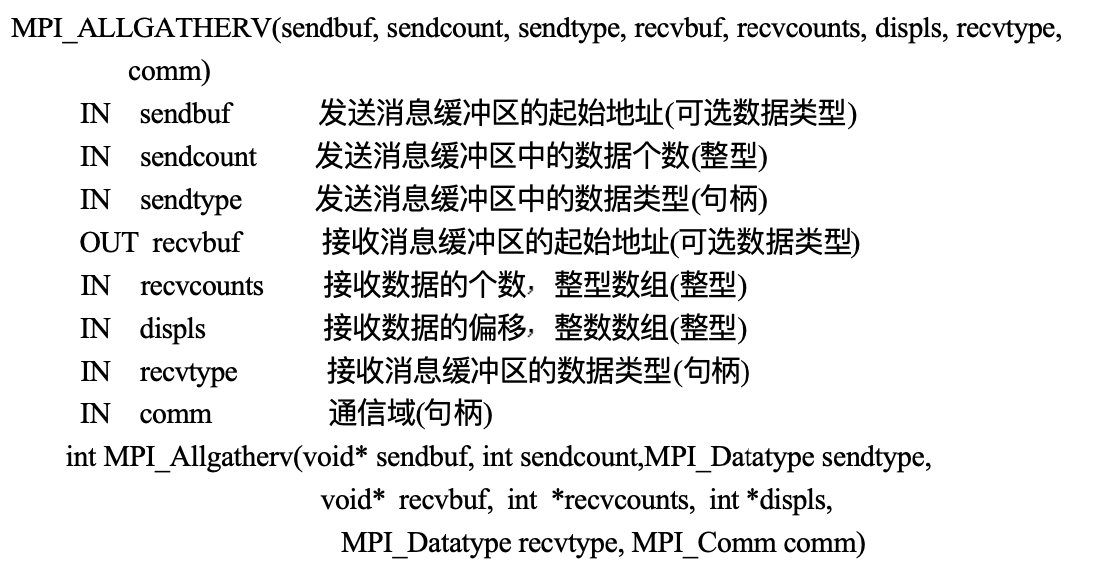 MPI_ALLGATHERV(sendbuf, sendcount, sendtype, recvbuf, recvcounts, displs, recvtype,
comm)
IN sendbuf 发送消息缓冲区的起始地址(可选数据类型)
IN sendcount 发送消息缓冲区中的数据个数(整型)
IN sendtype 发送消息缓冲区中的数据类型(句柄)
OUT recvbuf 接收消息缓冲区的起始地址(可选数据类型)
IN recvcounts 接收数据的个数，整型数组(整型)
IN displs 接收数据的偏移，整数数组(整型)
IN recvtype 接收消息缓冲区的数据类型(句柄)
IN comm 通信域(句柄)
int MPI_Allgatherv(void* sendbuf, int sendcount,MPI_Datatype sendtype,
void* recvbuf, int *recvcounts, int *displs,
MPI_Datatype recvtype, MPI_Comm comm)